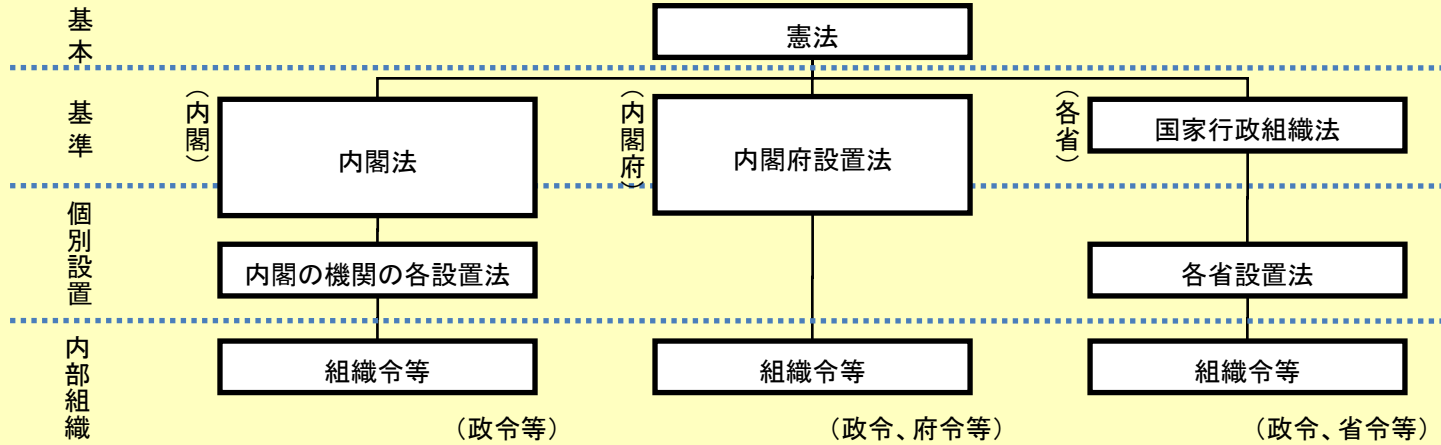 基本
憲法
基準
（内閣）
内閣法
（内閣府）
内閣府設置法
（各省）
国家行政組織法
個別設置
内閣の機関の各設置法
各省設置法
内部組織
組織令等
組織令等
組織令等
（政令等）
（政令、府令等）
（政令、省令等）